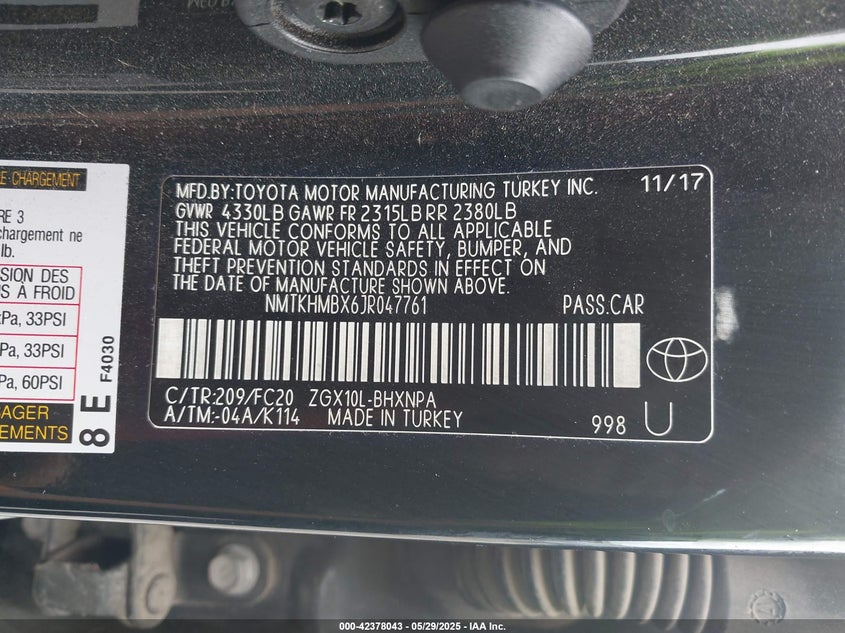 E·CHARGEMENT
RE 3
chargement ne
lb.
SION DES
S À FROID
kPa, 33PSI
Pa, 33PSI
Pa, 60PSI
AGER
EMENTS
8 E F4030
MFD.BY:TOYOTA MOTOR MANUFACTURING TURKEY INC. 11/17
GVWR 4330LB GAWR FR 2315LB RR 2380LB
THIS VEHICLE CONFORMS TO ALL APPLICABLE
FEDERAL MOTOR VEHICLE SAFETY, BUMPER, AND
THEFT PREVENTION STANDARDS IN EFFECT ON
THE DATE OF MANUFACTURE SHOWN ABOVE.
NMTKHMBX6JR047761 PASS.CAR
C/TR:209/FC20 ZGX10L-BHXNPA
A/TM:-04A/K114 MADE IN TURKEY 998 U
000-42378043 - 05/29/2025 - IAA Inc.